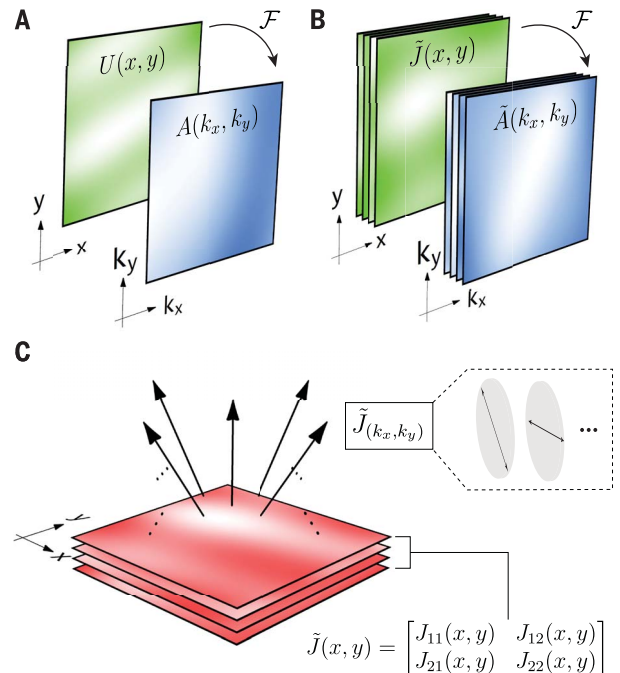 A
F
U(x, y)
A(kx, ky)
y
x
ky
kx
B
F
J̃(x, y)
Ã(kx, ky)
y
x
ky
kx
C
J̃(kx,ky)
...
y
x
J̃(x, y) = [J11(x, y) J12(x, y)
J21(x, y) J22(x, y)]